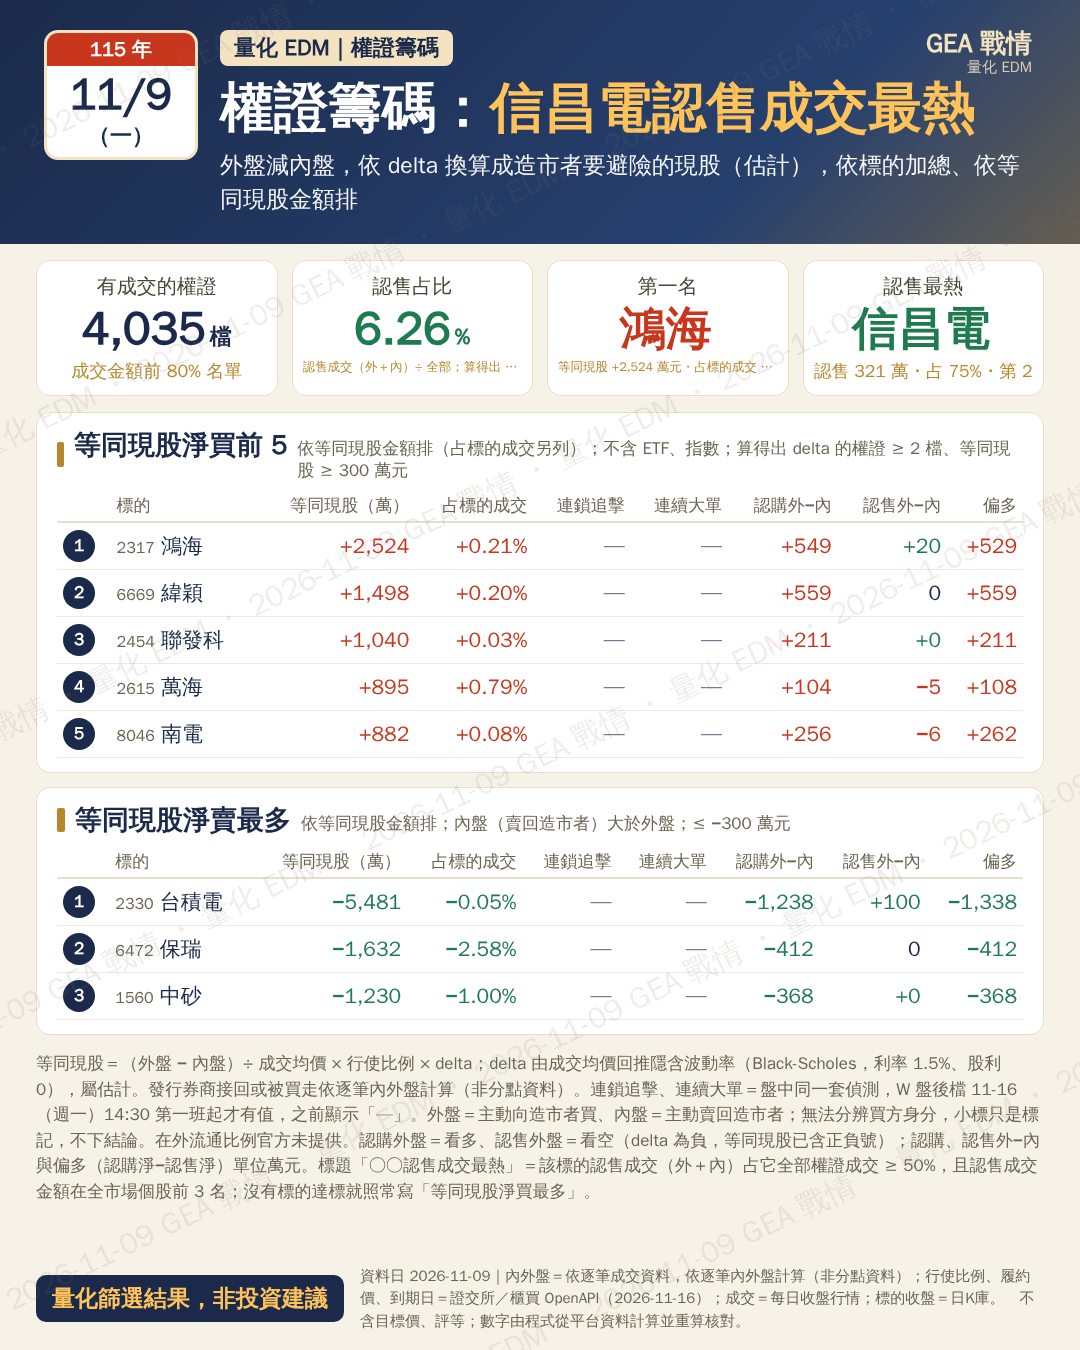 115 年
11/9
（一）
量化 EDM｜權證籌碼
GEA 戰情
量化 EDM
權證籌碼：信昌電認售成交最熱
外盤減內盤，依 delta 換算成造市者要避險的現股（估計），依標的加總、依等
同現股金額排
有成交的權證
4,035檔
成交金額前 80% 名單
認售占比
6.26%
認售成交（外＋內）÷ 全部；算得出 …
第一名
鴻海
等同現股 +2,524 萬元・占標的成交 …
認售最熱
信昌電
認售 321 萬・占 75%・第 2
等同現股淨買前 5 依等同現股金額排（占標的成交另列）；不含 ETF、指數；算得出 delta 的權證 ≥ 2 檔、等同現
股 ≥ 300 萬元
標的 等同現股（萬） 占標的成交 連鎖追擊 連續大單 認購外−內 認售外−內 偏多
1 2317 鴻海 +2,524 +0.21% — — +549 +20 +529
2 6669 緯穎 +1,498 +0.20% — — +559 0 +559
3 2454 聯發科 +1,040 +0.03% — — +211 +0 +211
4 2615 萬海 +895 +0.79% — — +104 −5 +108
5 8046 南電 +882 +0.08% — — +256 −6 +262
等同現股淨賣最多 依等同現股金額排；內盤（賣回造市者）大於外盤；≤ −300 萬元
標的 等同現股（萬） 占標的成交 連鎖追擊 連續大單 認購外−內 認售外−內 偏多
1 2330 台積電 −5,481 −0.05% — — −1,238 +100 −1,338
2 6472 保瑞 −1,632 −2.58% — — −412 0 −412
3 1560 中砂 −1,230 −1.00% — — −368 +0 −368
等同現股＝（外盤 − 內盤）÷ 成交均價 × 行使比例 × delta；delta 由成交均價回推隱含波動率（Black-Scholes，利率 1.5%、股利
0），屬估計。發行券商接回或被買走依逐筆內外盤計算（非分點資料）。連鎖追擊、連續大單＝盤中同一套偵測，W 盤後檔 11-16
（週一）14:30 第一班起才有值，之前顯示「—」。外盤＝主動向造市者買、內盤＝主動賣回造市者；無法分辨買方身分，小標只是標
記，不下結論。在外流通比例官方未提供。認購外盤＝看多、認售外盤＝看空（delta 為負，等同現股已含正負號）；認購、認售外−內
與偏多（認購淨−認售淨）單位萬元。標題「〇〇認售成交最熱」＝該標的認售成交（外＋內）占它全部權證成交 ≥ 50%，且認售成交
金額在全市場個股前 3 名；沒有標的達標就照常寫「等同現股淨買最多」。
量化篩選結果，非投資建議
資料日 2026-11-09｜內外盤＝依逐筆成交資料，依逐筆內外盤計算（非分點資料）；行使比例、履約
價、到期日＝證交所／櫃買 OpenAPI（2026-11-16）；成交＝每日收盤行情；標的收盤＝日K庫。 不
含目標價、評等；數字由程式從平台資料計算並重算核對。